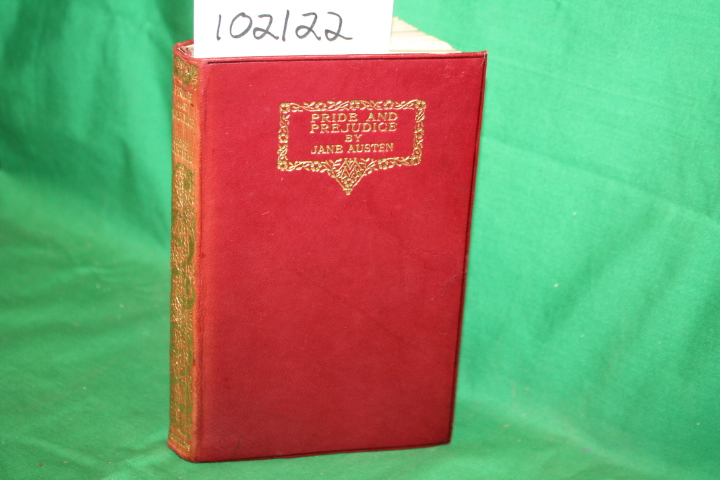 102122
PRIDE AND
PREJUDICE
BY
JANE AUSTEN